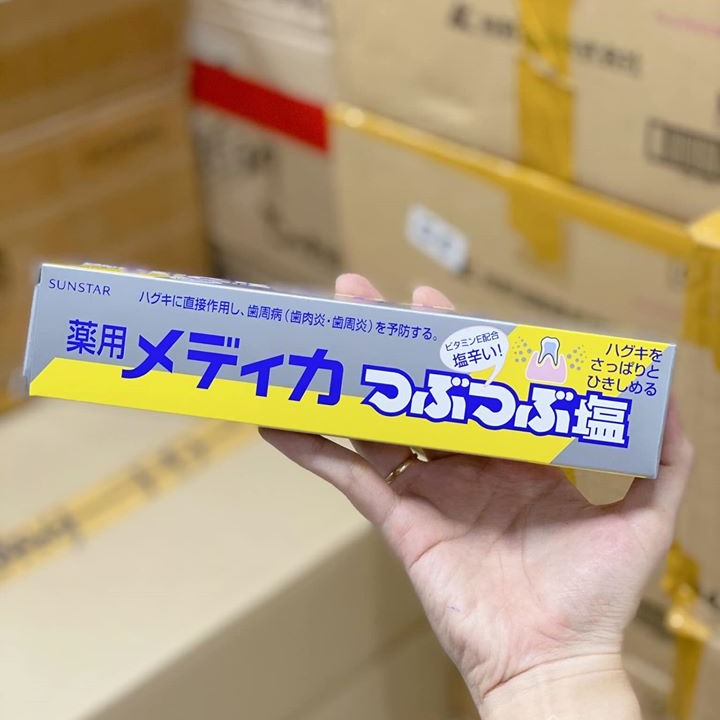 SUNSTAR
ハグキに直接作用し、歯周病(歯肉炎・歯周炎)を予防する。
薬用
メディカ
つぶつぶ塩
ビタミンE配合
塩辛い!
ハグキを
さっぱりと
ひきしめる